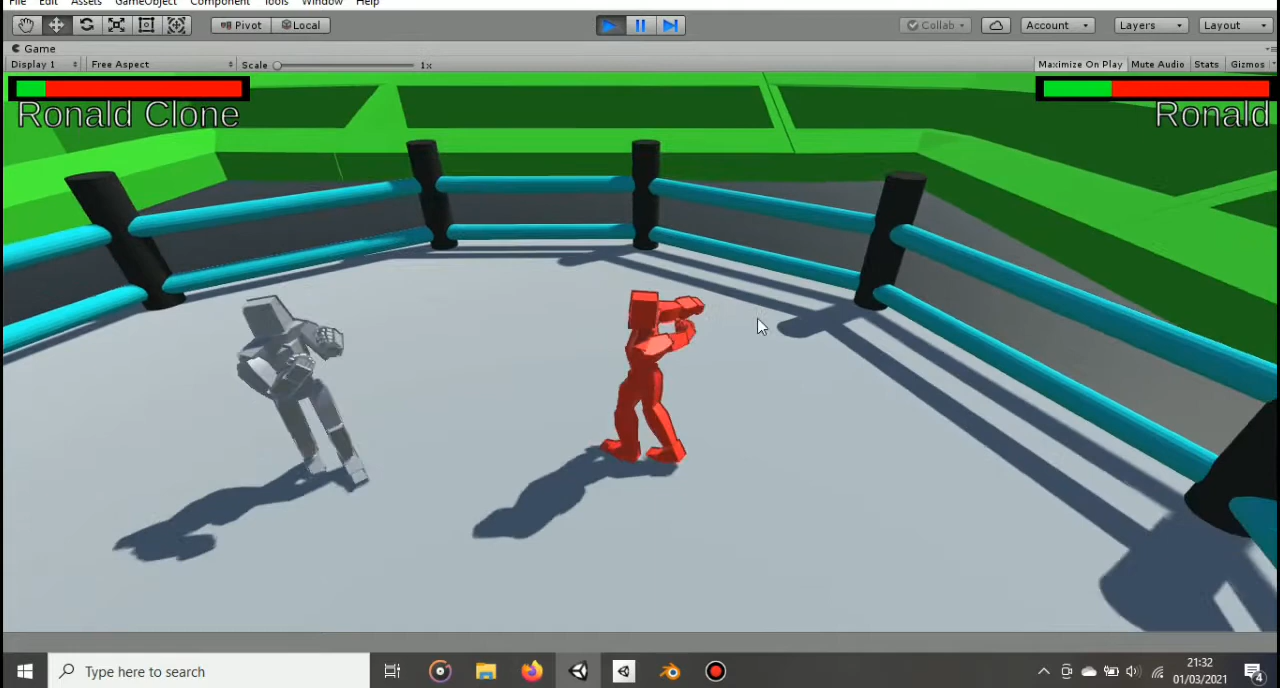 File Edit Assets GameObject Component Tools Window Help
Pivot Local Collab Account Layers Layout
Game
Display 1 Free Aspect Scale 1x Maximize On Play Mute Audio Stats Gizmos
Ronald Clone Ronald
Type here to search
21:32
01/03/2021
4